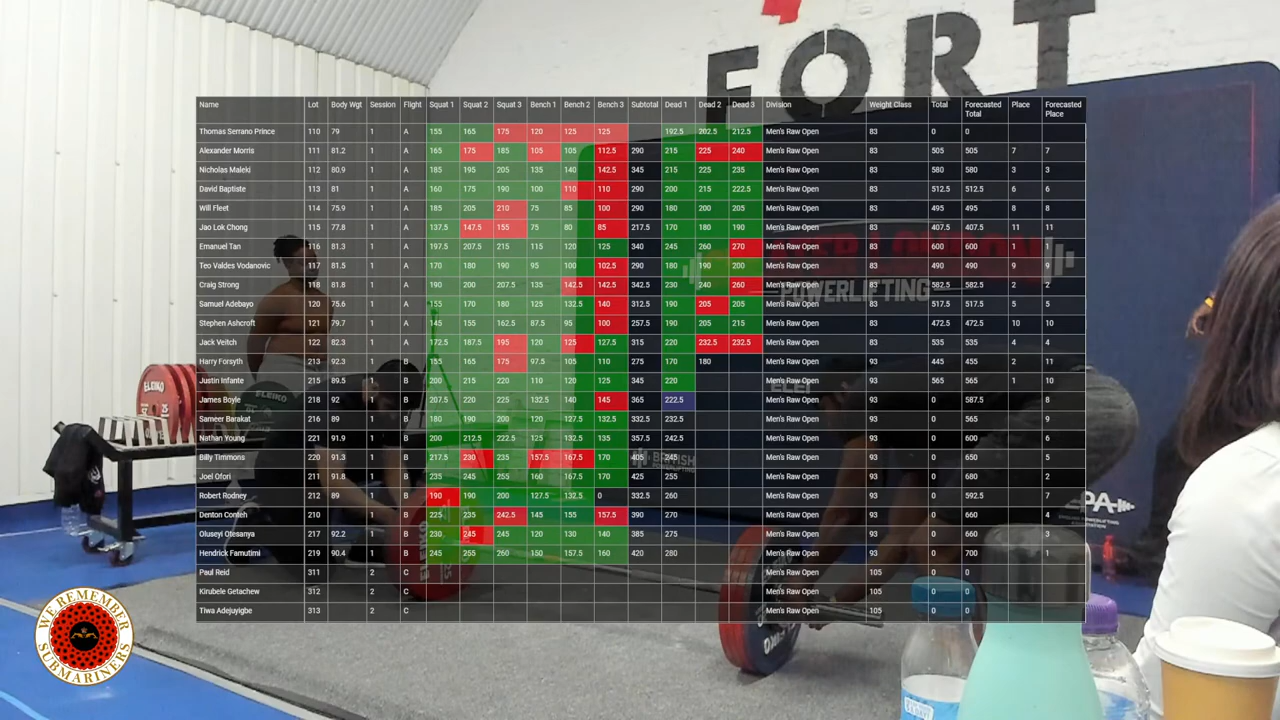 FORT
Name Lot Body Wgt Session Flight Squat 1 Squat 2 Squat 3 Bench 1 Bench 2 Bench 3 Subtotal Dead 1 Dead 2 Dead 3 Division Weight Class Total Forecasted Total Place Forecasted Place
Thomas Serrano Prince 110 79 1 A 155 165 175 120 125 125 192.5 202.5 212.5 Men's Raw Open 83 0 0
Alexander Morris 111 81.2 1 A 165 175 185 105 105 112.5 290 215 225 240 Men's Raw Open 83 505 505 7 7
Nicholas Maleki 112 80.9 1 A 185 195 205 135 140 142.5 345 215 225 235 Men's Raw Open 83 580 580 3 3
David Baptiste 113 81 1 A 160 175 190 100 110 110 290 200 215 222.5 Men's Raw Open 83 512.5 512.5 6 6
Will Fleet 114 75.9 1 A 185 205 210 75 85 100 290 180 200 205 Men's Raw Open 83 495 495 8 8
Jao Lok Chong 115 77.8 1 A 137.5 147.5 155 75 80 85 217.5 170 180 190 Men's Raw Open 83 407.5 407.5 11 11
Emanuel Tan 116 81.3 1 A 197.5 207.5 215 115 120 125 340 245 260 270 Men's Raw Open 83 600 600 1 1
Teo Valdes Vodanovic 117 81.5 1 A 170 180 190 95 100 102.5 290 180 190 200 Men's Raw Open 83 490 490 9 9
Craig Strong 118 81.8 1 A 190 200 207.5 135 142.5 142.5 342.5 230 240 260 Men's Raw Open 83 582.5 582.5 2 2
Samuel Adebayo 120 75.6 1 A 155 170 180 125 132.5 140 312.5 190 205 205 Men's Raw Open 83 517.5 517.5 5 5
Stephen Ashcroft 121 79.7 1 A 145 155 162.5 87.5 95 100 257.5 190 205 215 Men's Raw Open 83 472.5 472.5 10 10
Jack Veitch 122 82.3 1 A 172.5 187.5 195 120 125 127.5 315 220 232.5 232.5 Men's Raw Open 83 535 535 4 4
Harry Forsyth 213 92.3 1 B 155 165 175 97.5 105 110 275 170 180 Men's Raw Open 93 445 455 2 11
Justin Infante 215 89.5 1 B 200 215 220 110 120 125 345 220 Men's Raw Open 93 565 565 1 10
James Boyle 218 92 1 B 207.5 220 225 132.5 140 145 365 222.5 Men's Raw Open 93 0 587.5 8
Sameer Barakat 216 89 1 B 180 190 200 120 127.5 132.5 332.5 232.5 Men's Raw Open 93 0 565 9
Nathan Young 221 91.9 1 B 200 212.5 222.5 125 132.5 135 357.5 242.5 Men's Raw Open 93 0 600 6
Billy Timmons 220 91.3 1 B 217.5 230 235 157.5 167.5 170 405 245 Men's Raw Open 93 0 650 5
Joel Ofori 211 91.8 1 B 235 245 255 160 167.5 170 425 255 Men's Raw Open 93 0 680 2
Robert Rodney 212 89 1 B 190 190 200 127.5 132.5 0 332.5 260 Men's Raw Open 93 0 592.5 7
Denton Conteh 210 1 B 225 235 242.5 145 155 157.5 390 270 Men's Raw Open 93 0 660 4
Oluseyi Otesanya 217 92.2 1 B 230 245 245 120 130 140 385 275 Men's Raw Open 93 0 660 3
Hendrick Famutimi 219 90.4 1 B 245 255 260 150 157.5 160 420 280 Men's Raw Open 93 0 700 1
Paul Reid 311 2 C Men's Raw Open 105 0 0
Kirubele Getachew 312 2 C Men's Raw Open 105 0 0
Tiwa Adejuyigbe 313 2 C Men's Raw Open 105 0 0
POWERLIFTING
ELEIKO
ELEIKO
WE REMEMBER
SUBMARINERS